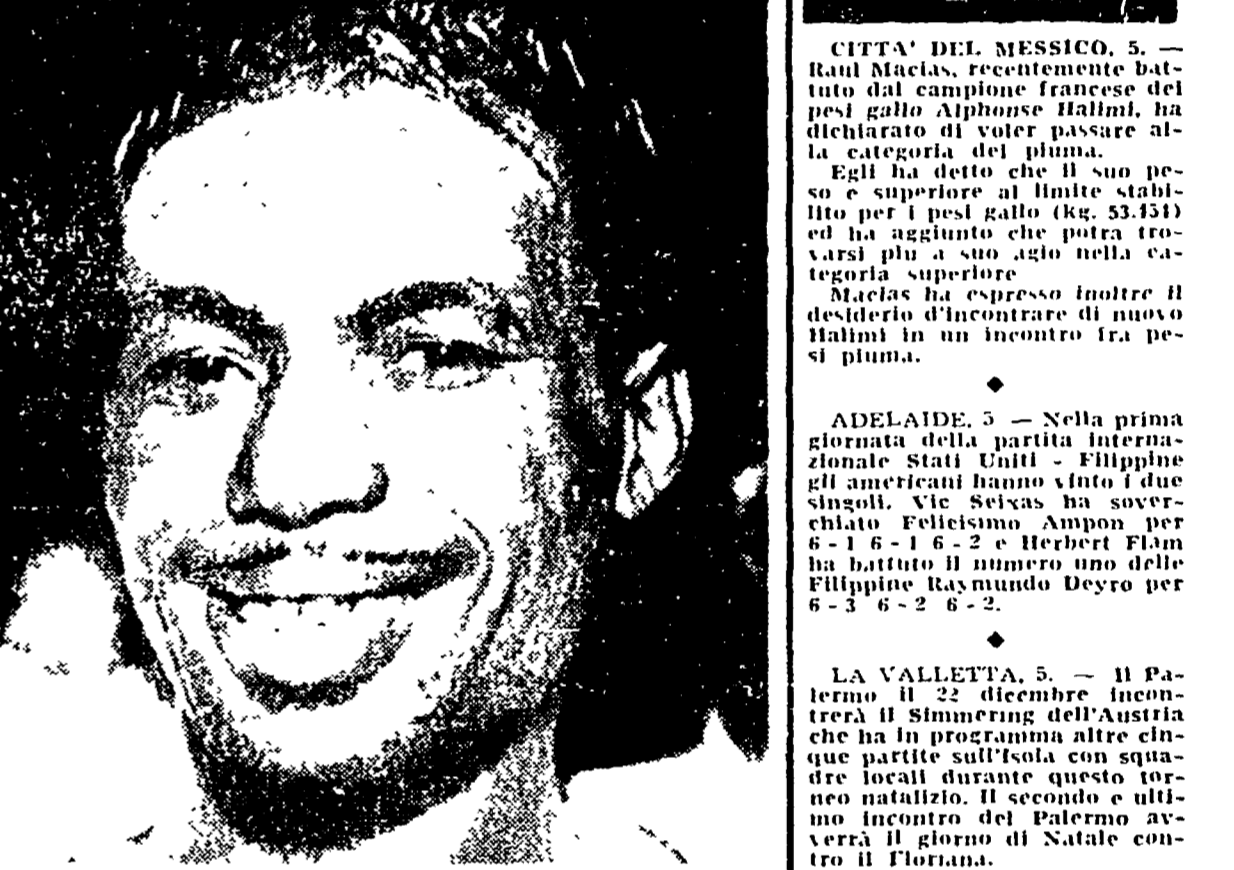 CITTA' DEL MESSICO, 5. —
Raul Macias, recentemente bat-
tuto dal campione francese dei
pesi gallo Alphonse Halimi, ha
dichiarato di voler passare al-
la categoria dei piuma.
Egli ha detto che il suo pe-
so e superiore al limite stabi-
lito per i pesi gallo (kg. 53.454)
ed ha aggiunto che potra tro-
varsi piu a suo agio nella ca-
tegoria superiore
Macias ha espresso inoltre il
desiderio d'incontrare di nuovo
Halimi in un incontro fra pe-
si piuma.
ADELAIDE, 5 — Nella prima
giornata della partita interna-
zionale Stati Uniti - Filippine
gli americani hanno vinto i due
singoli. Vic Seixas ha sover-
chiato Felicisimo Ampon per
6-1 6-1 6-2 e Herbert Flam
ha battuto il numero uno delle
Filippine Raymundo Deyro per
6-3 6-2 6-2.
LA VALLETTA, 5. — Il Pa-
lermo il 22 dicembre incon-
trerà il Simmering dell'Austria
che ha in programma altre cin-
que partite sull'Isola con squa-
dre locali durante questo tor-
neo natalizio. Il secondo e ulti-
mo incontro del Palermo av-
verrà il giorno di Natale con-
tro il Floriana.